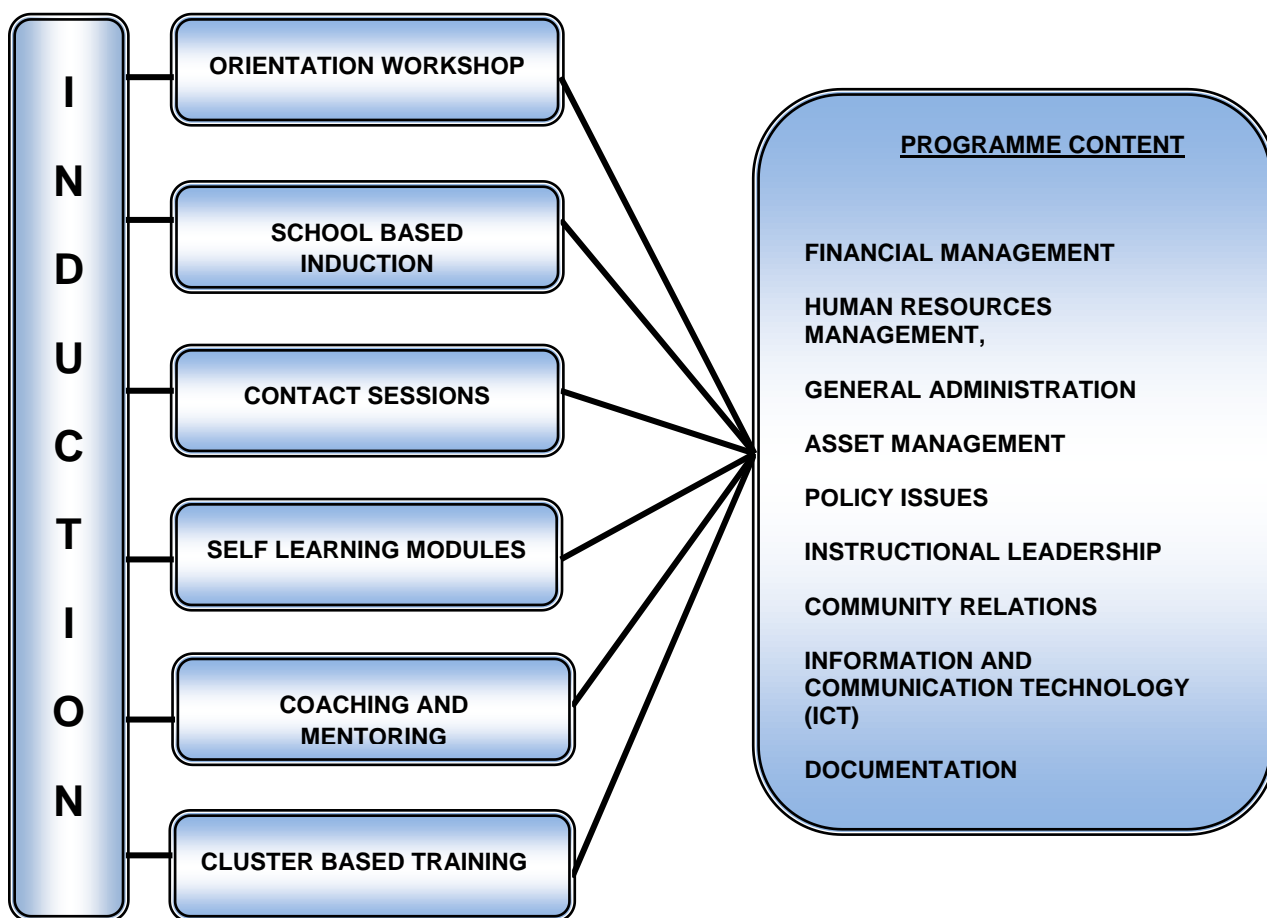 INDUCTION
ORIENTATION WORKSHOP
SCHOOL BASED
INDUCTION
CONTACT SESSIONS
SELF LEARNING MODULES
COACHING AND
MENTORING
CLUSTER BASED TRAINING
PROGRAMME CONTENT
FINANCIAL MANAGEMENT
HUMAN RESOURCES
MANAGEMENT,
GENERAL ADMINISTRATION
ASSET MANAGEMENT
POLICY ISSUES
INSTRUCTIONAL LEADERSHIP
COMMUNITY RELATIONS
INFORMATION AND
COMMUNICATION TECHNOLOGY
(ICT)
DOCUMENTATION